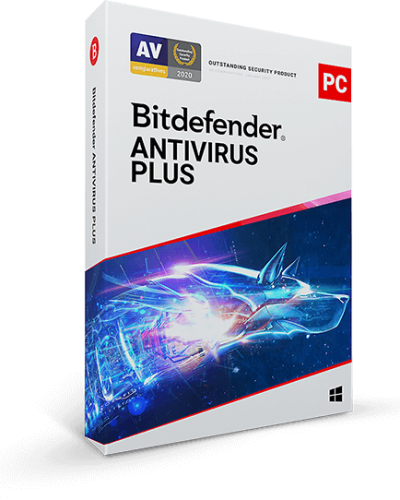 AV
comparatives
2020
OUTSTANDING SECURITY PRODUCT
PC
Bitdefender®
ANTIVIRUS
PLUS
B
Bitdefender ANTIVIRUS PLUS